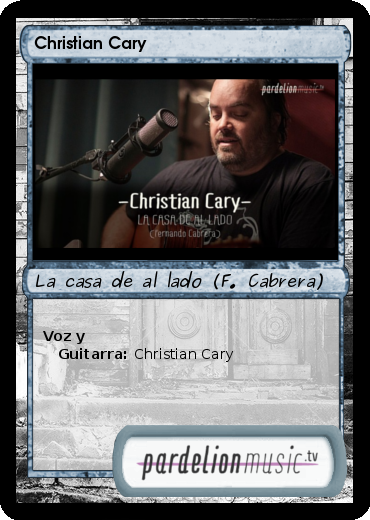 Christian Cary
pardelionmusic.tv
–Christian Cary–
LA CASA DE AL LADO
(Fernando Cabrera)
La casa de al lado (F. Cabrera)
Voz y
Guitarra: Christian Cary
pardelionmusic.tv